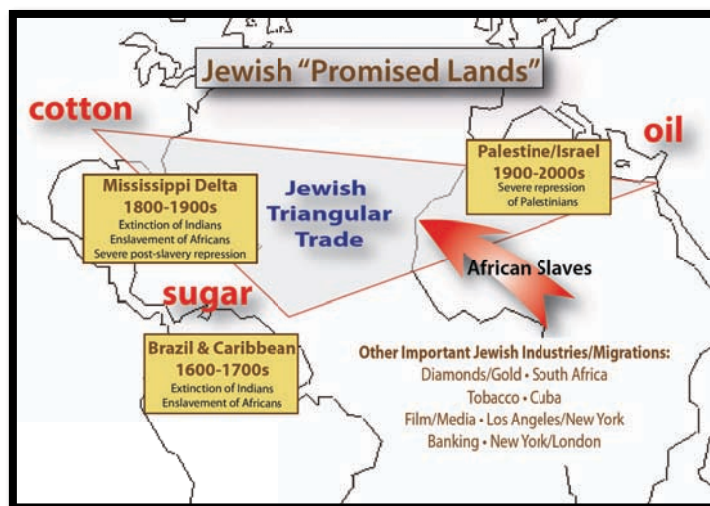 Jewish “Promised Lands”
cotton
oil
Palestine/Israel
1900-2000s
Severe repression
of Palestinians
Mississippi Delta
1800-1900s
Extinction of Indians
Enslavement of Africans
Severe post-slavery repression
Jewish
Triangular
Trade
African Slaves
sugar
Brazil & Caribbean
1600-1700s
Extinction of Indians
Enslavement of Africans
Other Important Jewish Industries/Migrations:
Diamonds/Gold • South Africa
Tobacco • Cuba
Film/Media • Los Angeles/New York
Banking • New York/London